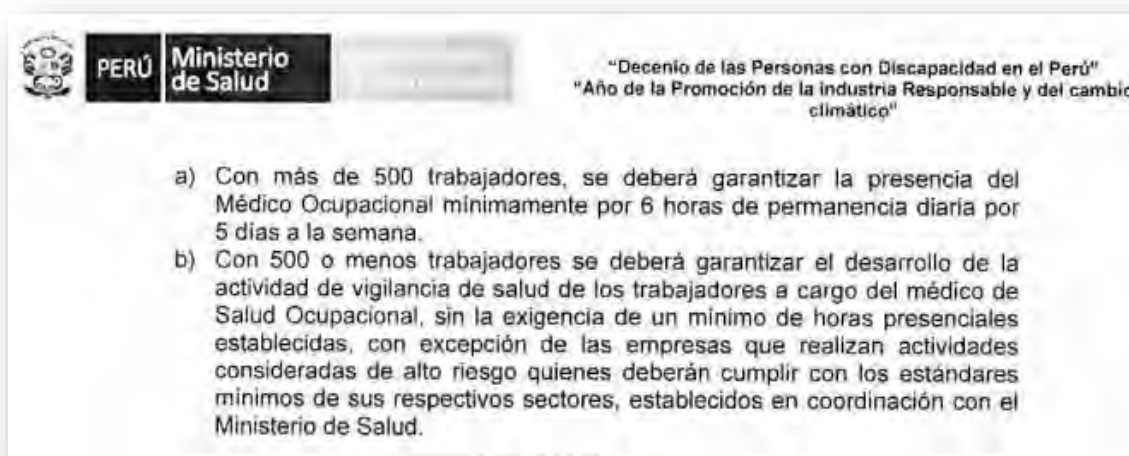 PERÚ
Ministerio
de Salud
"Decenio de las Personas con Discapacidad en el Perú"
"Año de la Promoción de la industria Responsable y del cambio
climático"
a) Con más de 500 trabajadores, se deberá garantizar la presencia del
Médico Ocupacional minimamente por 6 horas de permanencia diaria por
5 días a la semana.
b) Con 500 o menos trabajadores se deberá garantizar el desarrollo de la
actividad de vigilancia de salud de los trabajadores a cargo del médico de
Salud Ocupacional, sin la exigencia de un mínimo de horas presenciales
establecidas, con excepción de las empresas que realizan actividades
consideradas de alto riesgo quienes deberán cumplir con los estándares
mínimos de sus respectivos sectores, establecidos en coordinación con el
Ministerio de Salud.